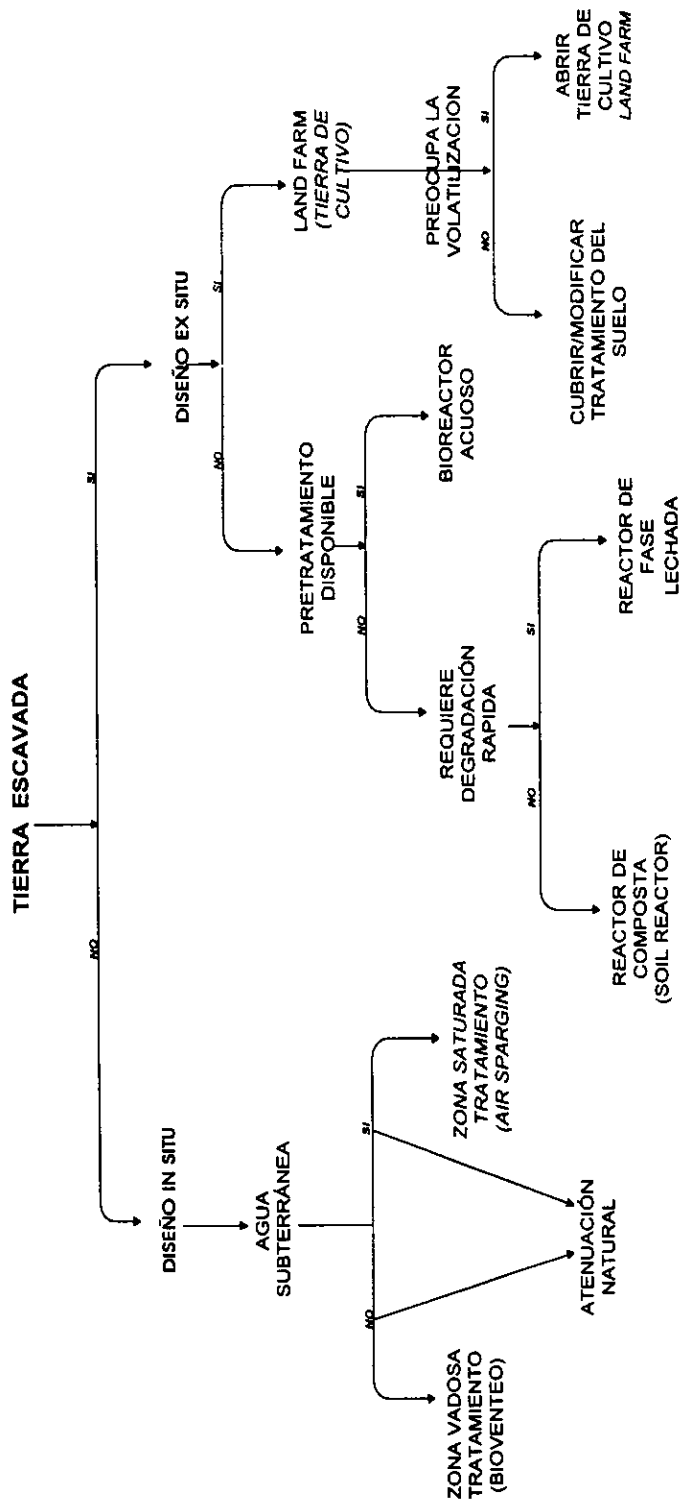 TIERRA ESCAVADA
NO
SI
DISEÑO IN SITU
DISEÑO EX SITU
AGUA
SUBTERRÁNEA
NO
SI
PRETRATAMIENTO
DISPONIBLE
LAND FARM
(TIERRA DE
CULTIVO)
NO
SI
NO
SI
PREOCUPA LA
VOLATILIZACION
ZONA VADOSA
TRATAMIENTO
(BIOVENTEO)
ZONA SATURADA
TRATAMIENTO
(AIR SPARGING)
REQUIERE
DEGRADACIÓN
RAPIDA
BIOREACTOR
ACUOSO
NO
SI
ATENUACIÓN
NATURAL
NO
SI
CUBRIR/MODIFICAR
TRATAMIENTO DEL
SUELO
ABRIR
TIERRA DE
CULTIVO
LAND FARM
REACTOR DE
COMPOSTA
(SOIL REACTOR)
REACTOR DE
FASE
LECHADA